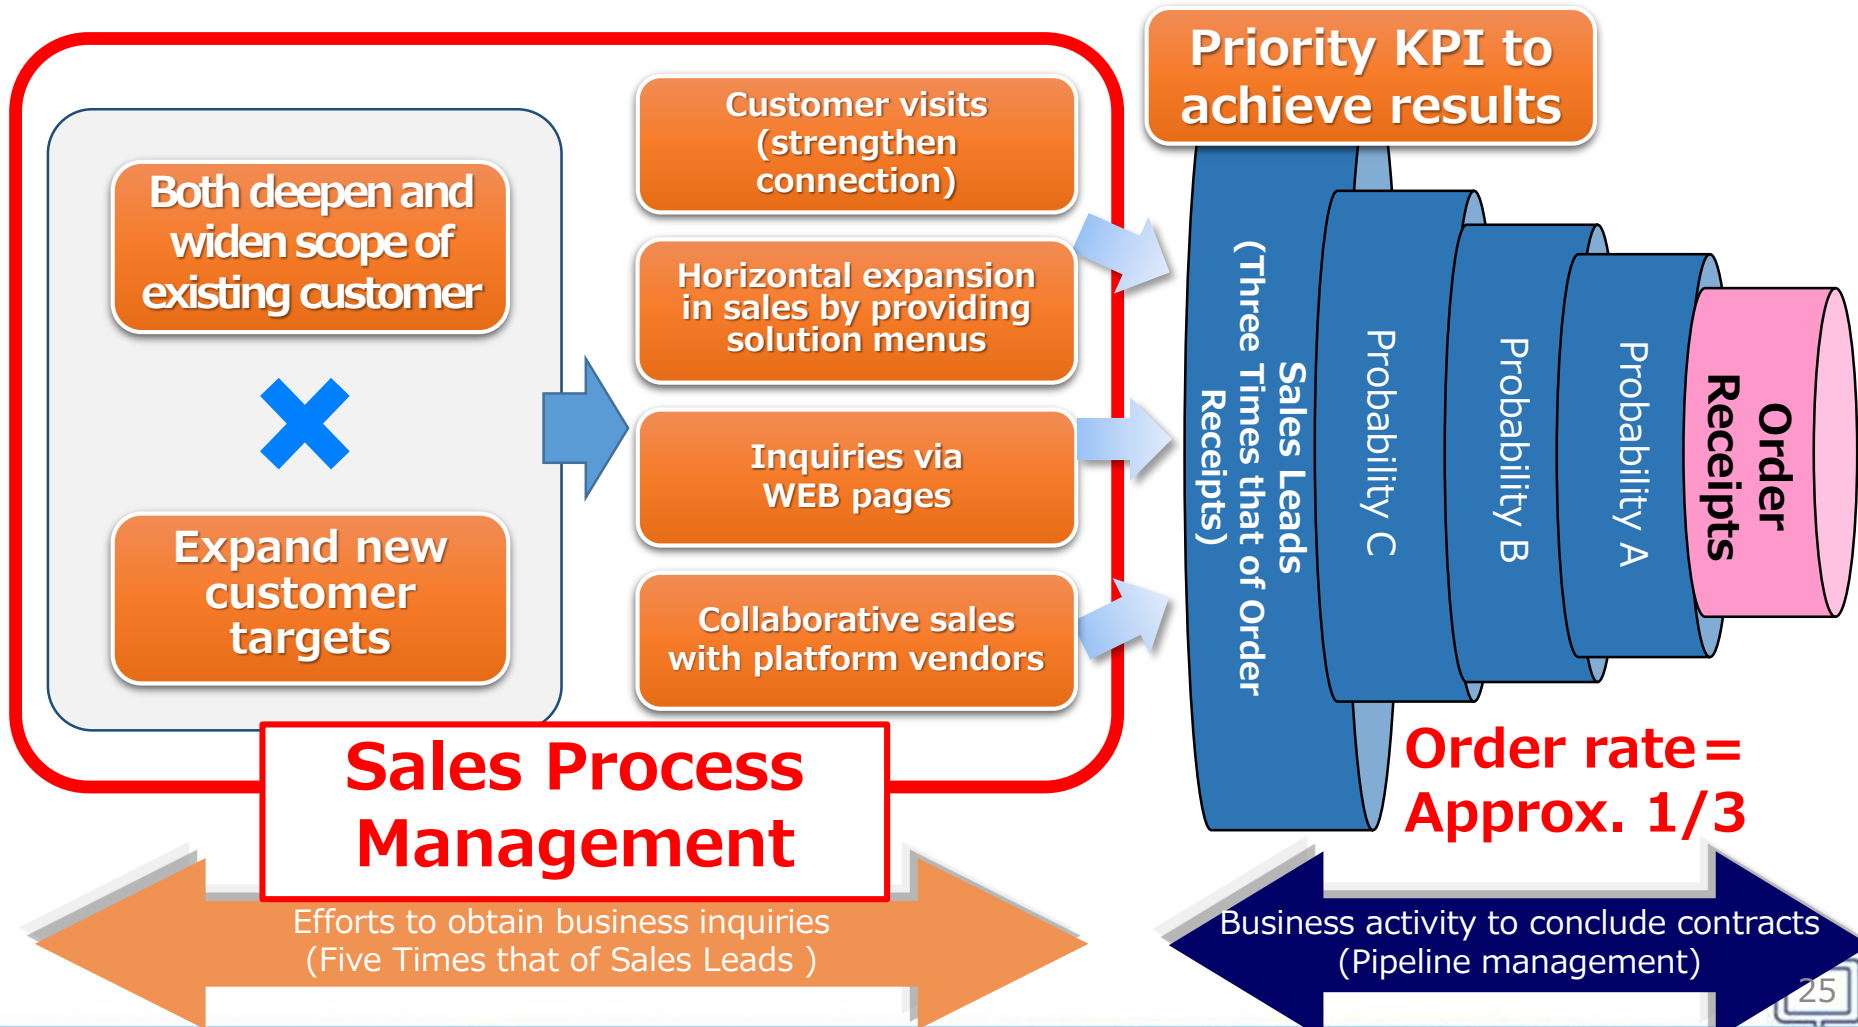 Both deepen and
widen scope of
existing customer
Expand new
customer
targets
Customer visits
(strengthen
connection)
Horizontal expansion
in sales by providing
solution menus
Inquiries via
WEB pages
Collaborative sales
with platform vendors
Priority KPI to
achieve results
Sales Leads
(Three Times that of Order
Receipts)
Probability C
Probability B
Probability A
Order
Receipts
Order rate=
Approx. 1/3
Sales Process
Management
Efforts to obtain business inquiries
(Five Times that of Sales Leads )
Business activity to conclude contracts
(Pipeline management)
25